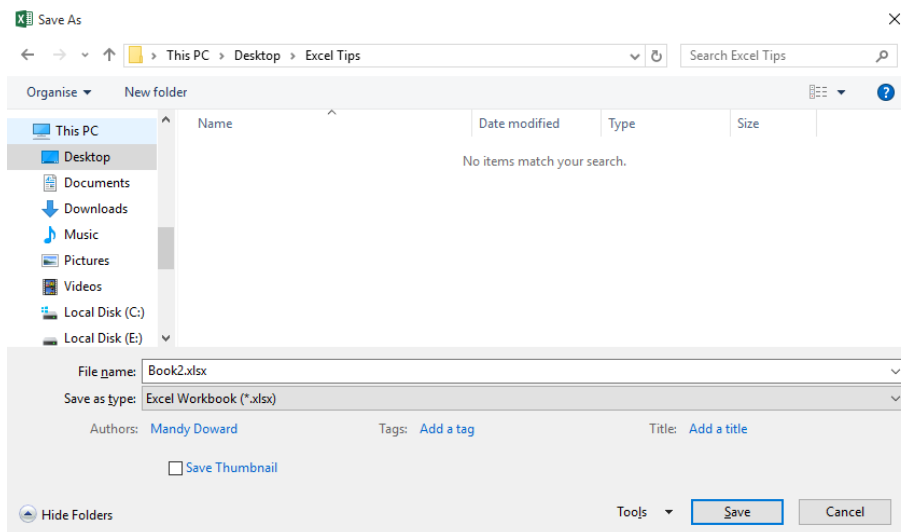 Save As
This PC > Desktop > Excel Tips
Search Excel Tips
Organise
New folder
?
Name
Date modified
Type
Size
No items match your search.
This PC
Desktop
Documents
Downloads
Music
Pictures
Videos
Local Disk (C:)
Local Disk (E:)
File name: Book2.xlsx
Save as type: Excel Workbook (*.xlsx)
Authors: Mandy Doward
Tags: Add a tag
Title: Add a title
Save Thumbnail
Hide Folders
Tools
Save
Cancel